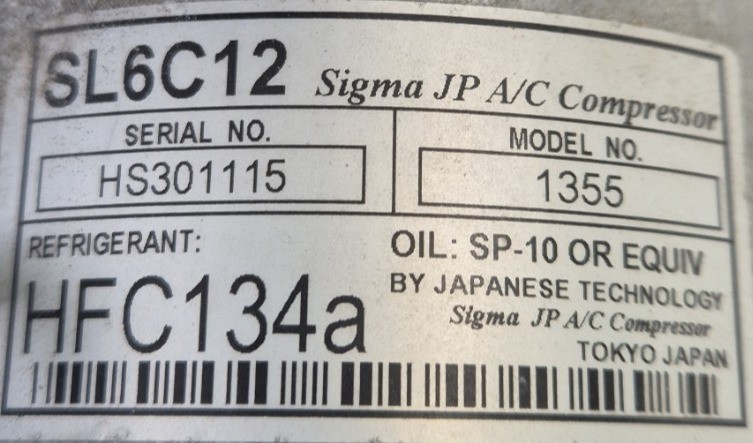 SL6C12 Sigma JP A/C Compressor
SERIAL NO.
HS301115
MODEL NO.
1355
REFRIGERANT:
HFC134a
OIL: SP-10 OR EQUIV
BY JAPANESE TECHNOLOGY
Sigma JP A/C Compressor
TOKYO JAPAN